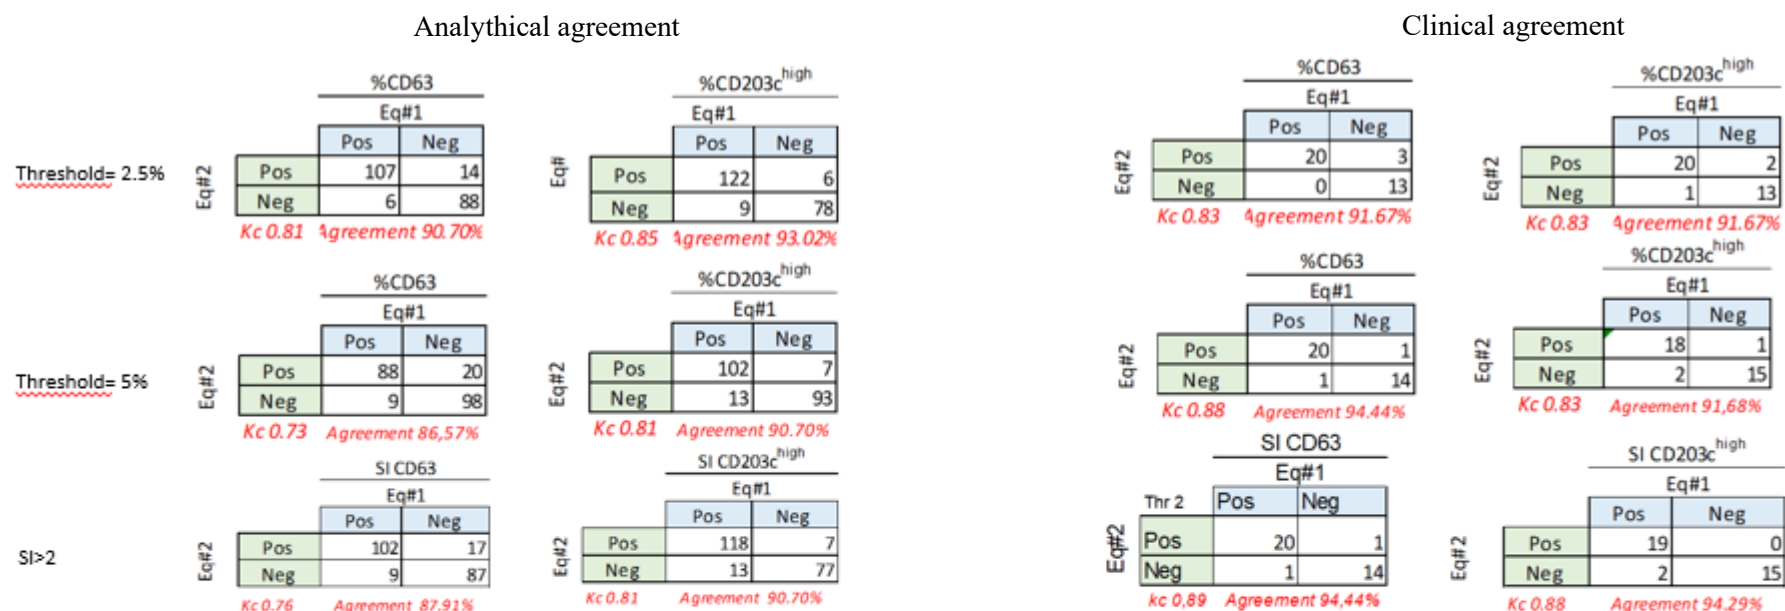 Analythical agreement
Clinical agreement
%CD63
Eq#1
Pos Neg
Threshold= 2.5%
Eq#2
Pos 107 14
Neg 6 88
Kc 0.81 Agreement 90.70%
%CD203c^high
Eq#1
Pos Neg
Eq#
Pos 122 6
Neg 9 78
Kc 0.85 Agreement 93.02%
%CD63
Eq#1
Pos Neg
Eq#2
Pos 20 3
Neg 0 13
Kc 0.83 Agreement 91.67%
%CD203c^high
Eq#1
Pos Neg
Eq#2
Pos 20 2
Neg 1 13
Kc 0.83 Agreement 91.67%
%CD63
Eq#1
Pos Neg
Threshold= 5%
Eq#2
Pos 88 20
Neg 9 98
Kc 0.73 Agreement 86,57%
%CD203c^high
Eq#1
Pos Neg
Eq#2
Pos 102 7
Neg 13 93
Kc 0.81 Agreement 90.70%
%CD63
Eq#1
Pos Neg
Eq#2
Pos 20 1
Neg 1 14
Kc 0.88 Agreement 94.44%
%CD203c^high
Eq#1
Pos Neg
Eq#2
Pos 18 1
Neg 2 15
Kc 0.83 Agreement 91,68%
SI CD63
Eq#1
Pos Neg
SI>2
Eq#2
Pos 102 17
Neg 9 87
Kc 0.76 Agreement 87.91%
SI CD203c^high
Eq#1
Pos Neg
Eq#2
Pos 118 7
Neg 13 77
Kc 0.81 Agreement 90.70%
SI CD63
Eq#1
Thr 2 Pos Neg
Eq#2
Pos 20 1
Neg 1 14
kc 0,89 Agreement 94,44%
SI CD203c^high
Eq#1
Pos Neg
Eq#2
Pos 19 0
Neg 2 15
Kc 0.88 Agreement 94.29%